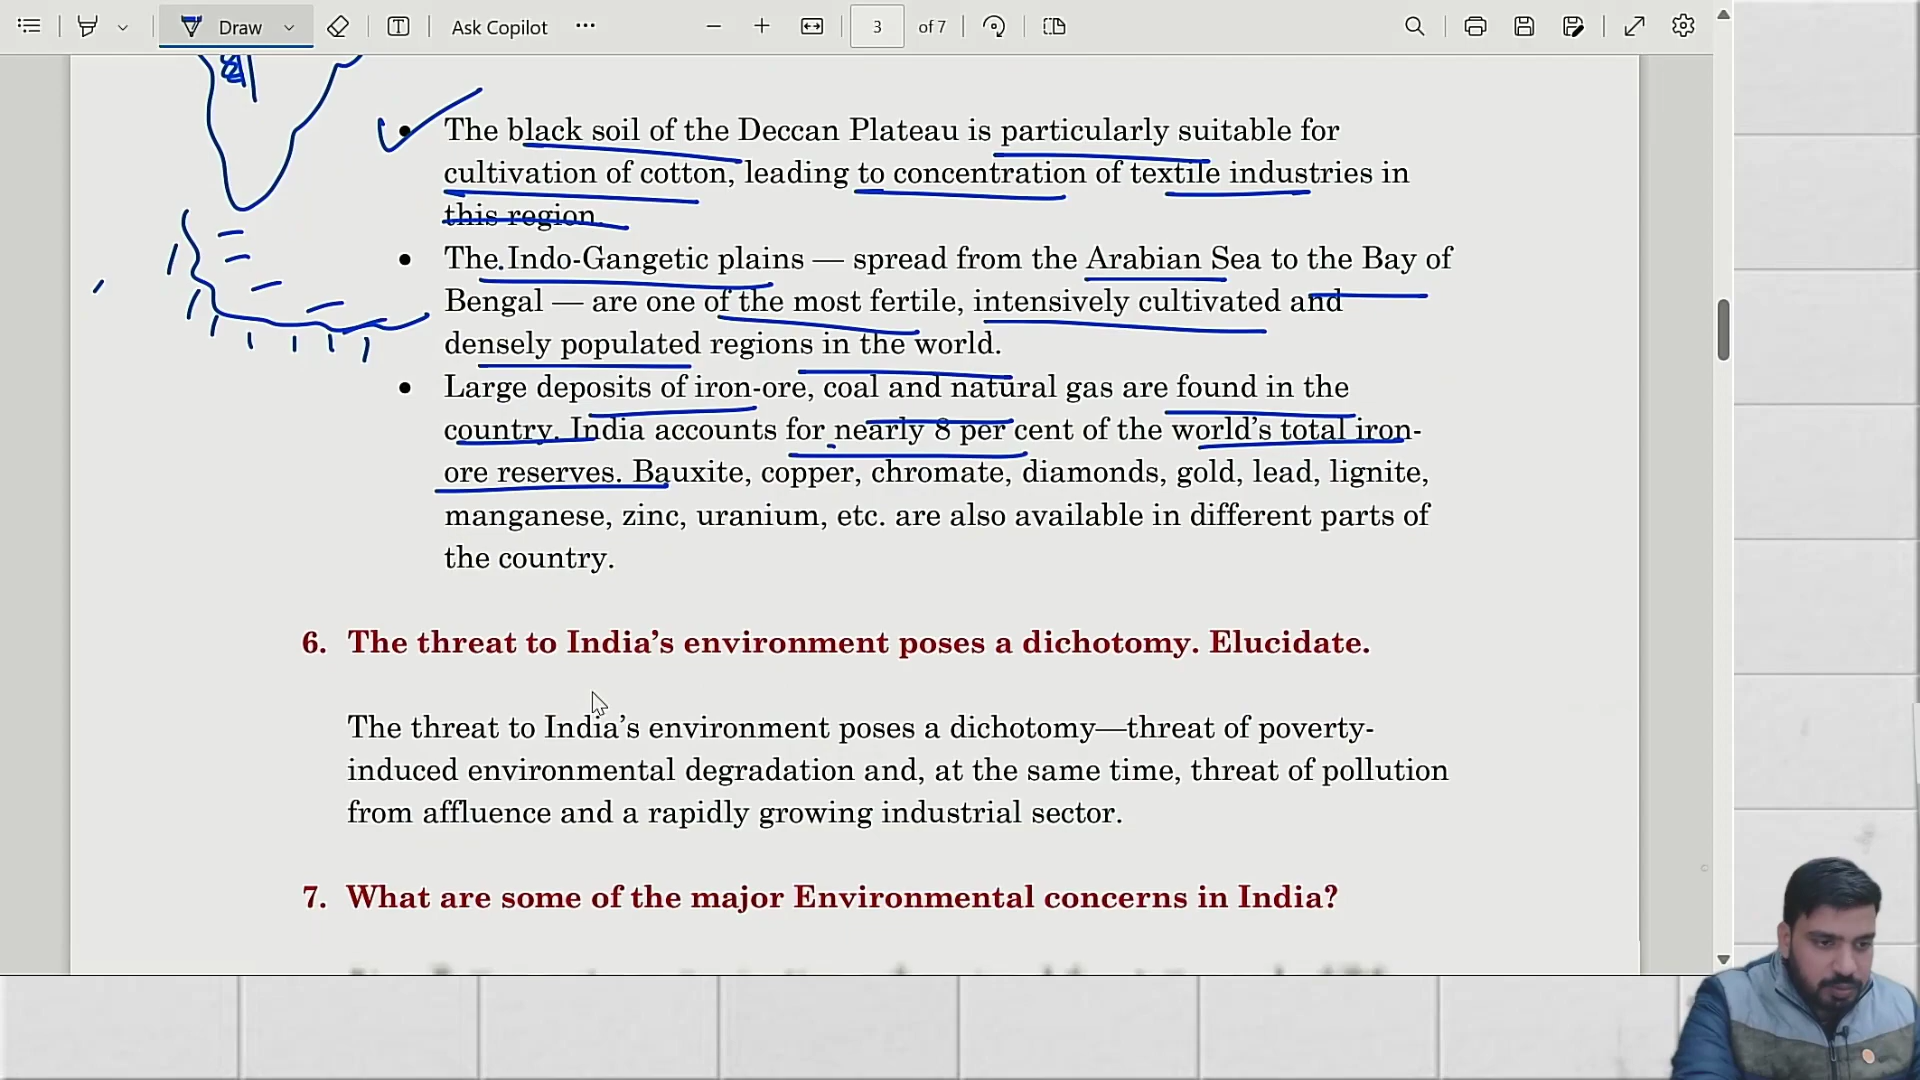 Draw
Ask Copilot
3 of 7
The black soil of the Deccan Plateau is particularly suitable for
cultivation of cotton, leading to concentration of textile industries in
this region.
The Indo-Gangetic plains — spread from the Arabian Sea to the Bay of
Bengal — are one of the most fertile, intensively cultivated and
densely populated regions in the world.
Large deposits of iron-ore, coal and natural gas are found in the
country. India accounts for nearly 8 per cent of the world's total iron-
ore reserves. Bauxite, copper, chromate, diamonds, gold, lead, lignite,
manganese, zinc, uranium, etc. are also available in different parts of
the country.
6. The threat to India's environment poses a dichotomy. Elucidate.
The threat to India's environment poses a dichotomy—threat of poverty-
induced environmental degradation and, at the same time, threat of pollution
from affluence and a rapidly growing industrial sector.
7. What are some of the major Environmental concerns in India?